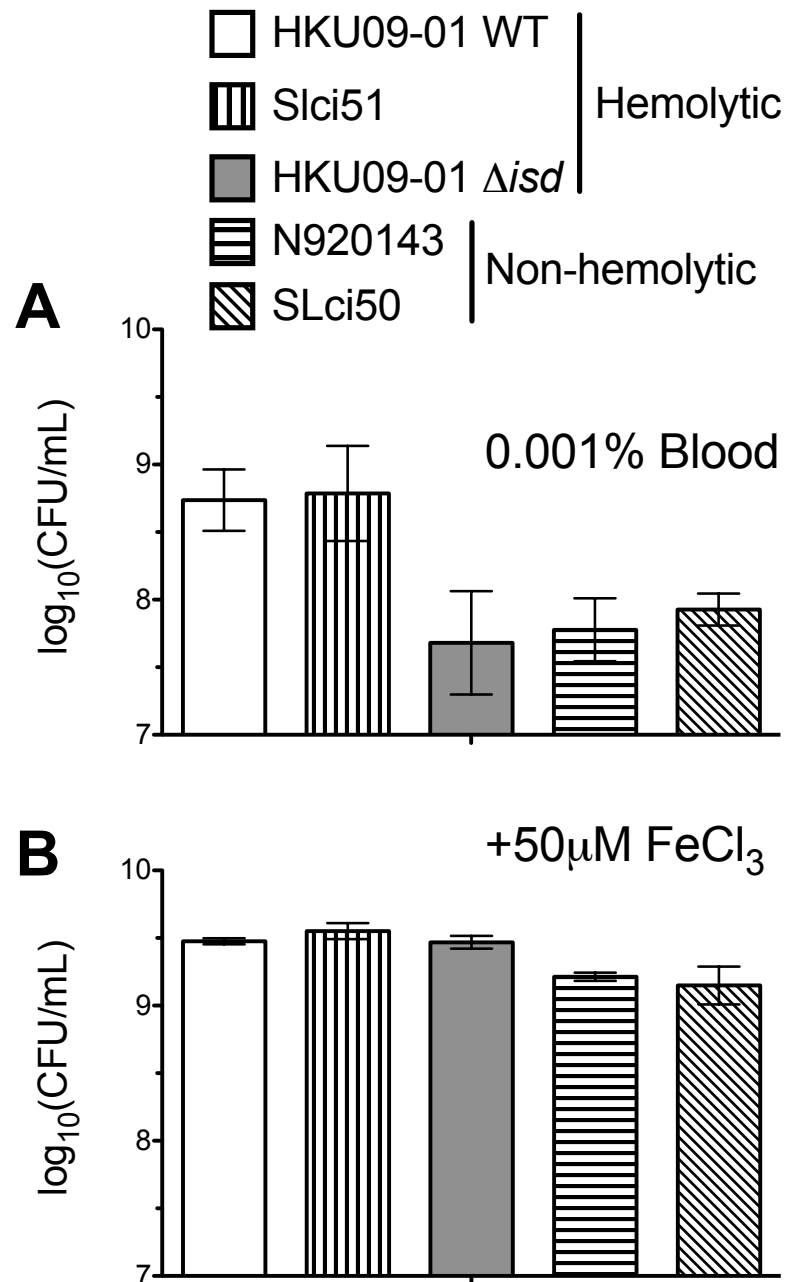 HKU09-01 WT
Slci51
Hemolytic
HKU09-01 Δisd
N920143
Non-hemolytic
SLci50
A
10
9
8
7
log10(CFU/mL)
0.001% Blood
B
10
9
8
7
log10(CFU/mL)
+50μM FeCl3